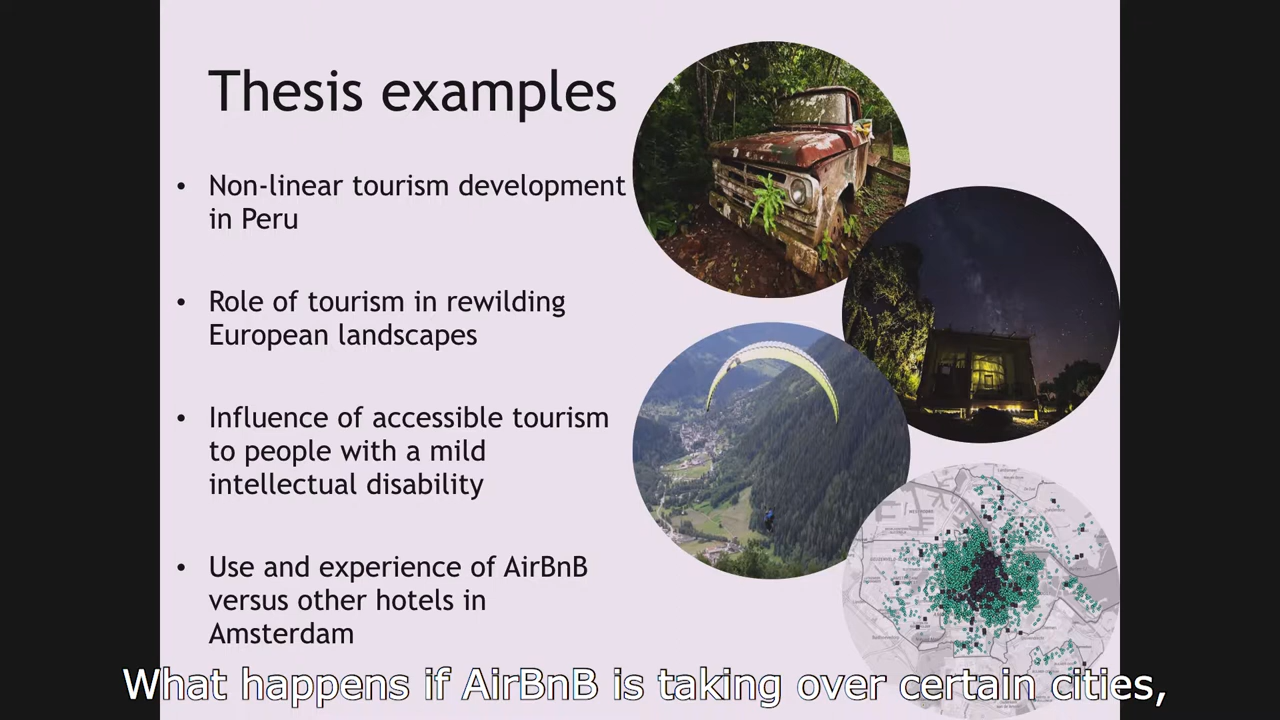 Thesis examples
• Non-linear tourism development
in Peru
• Role of tourism in rewilding
European landscapes
• Influence of accessible tourism
to people with a mild
intellectual disability
• Use and experience of AirBnB
versus other hotels in
Amsterdam
What happens if AirBnB is taking over certain cities,